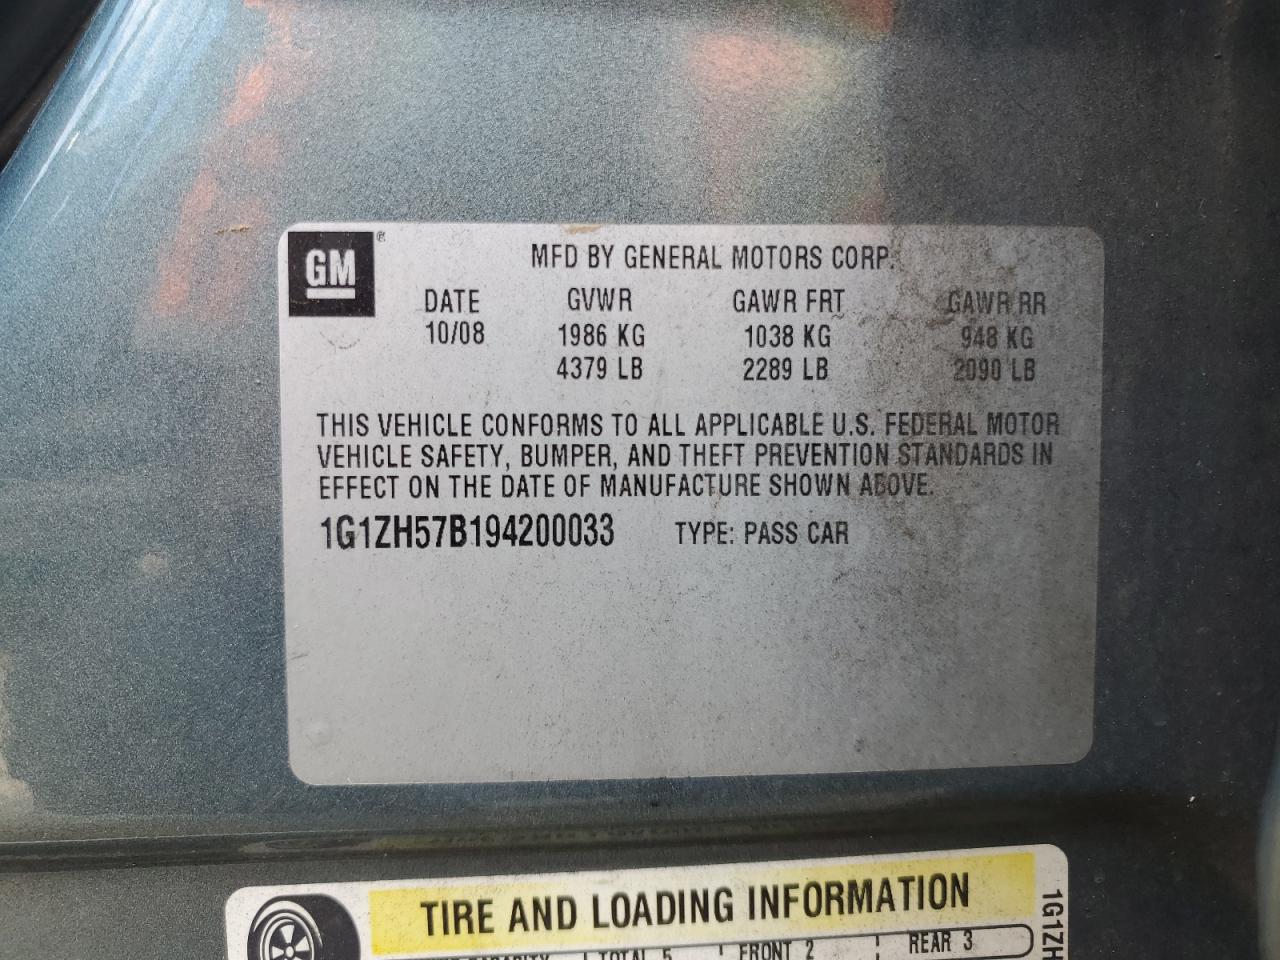 GM ®
MFD BY GENERAL MOTORS CORP.
DATE GVWR GAWR FRT GAWR RR
10/08 1986 KG 1038 KG 948 KG
4379 LB 2289 LB 2090 LB
THIS VEHICLE CONFORMS TO ALL APPLICABLE U.S. FEDERAL MOTOR
VEHICLE SAFETY, BUMPER, AND THEFT PREVENTION STANDARDS IN
EFFECT ON THE DATE OF MANUFACTURE SHOWN ABOVE.
1G1ZH57B194200033 TYPE: PASS CAR
TIRE AND LOADING INFORMATION
CAPACITY TOTAL 5 FRONT 2 REAR 3
1G1ZH